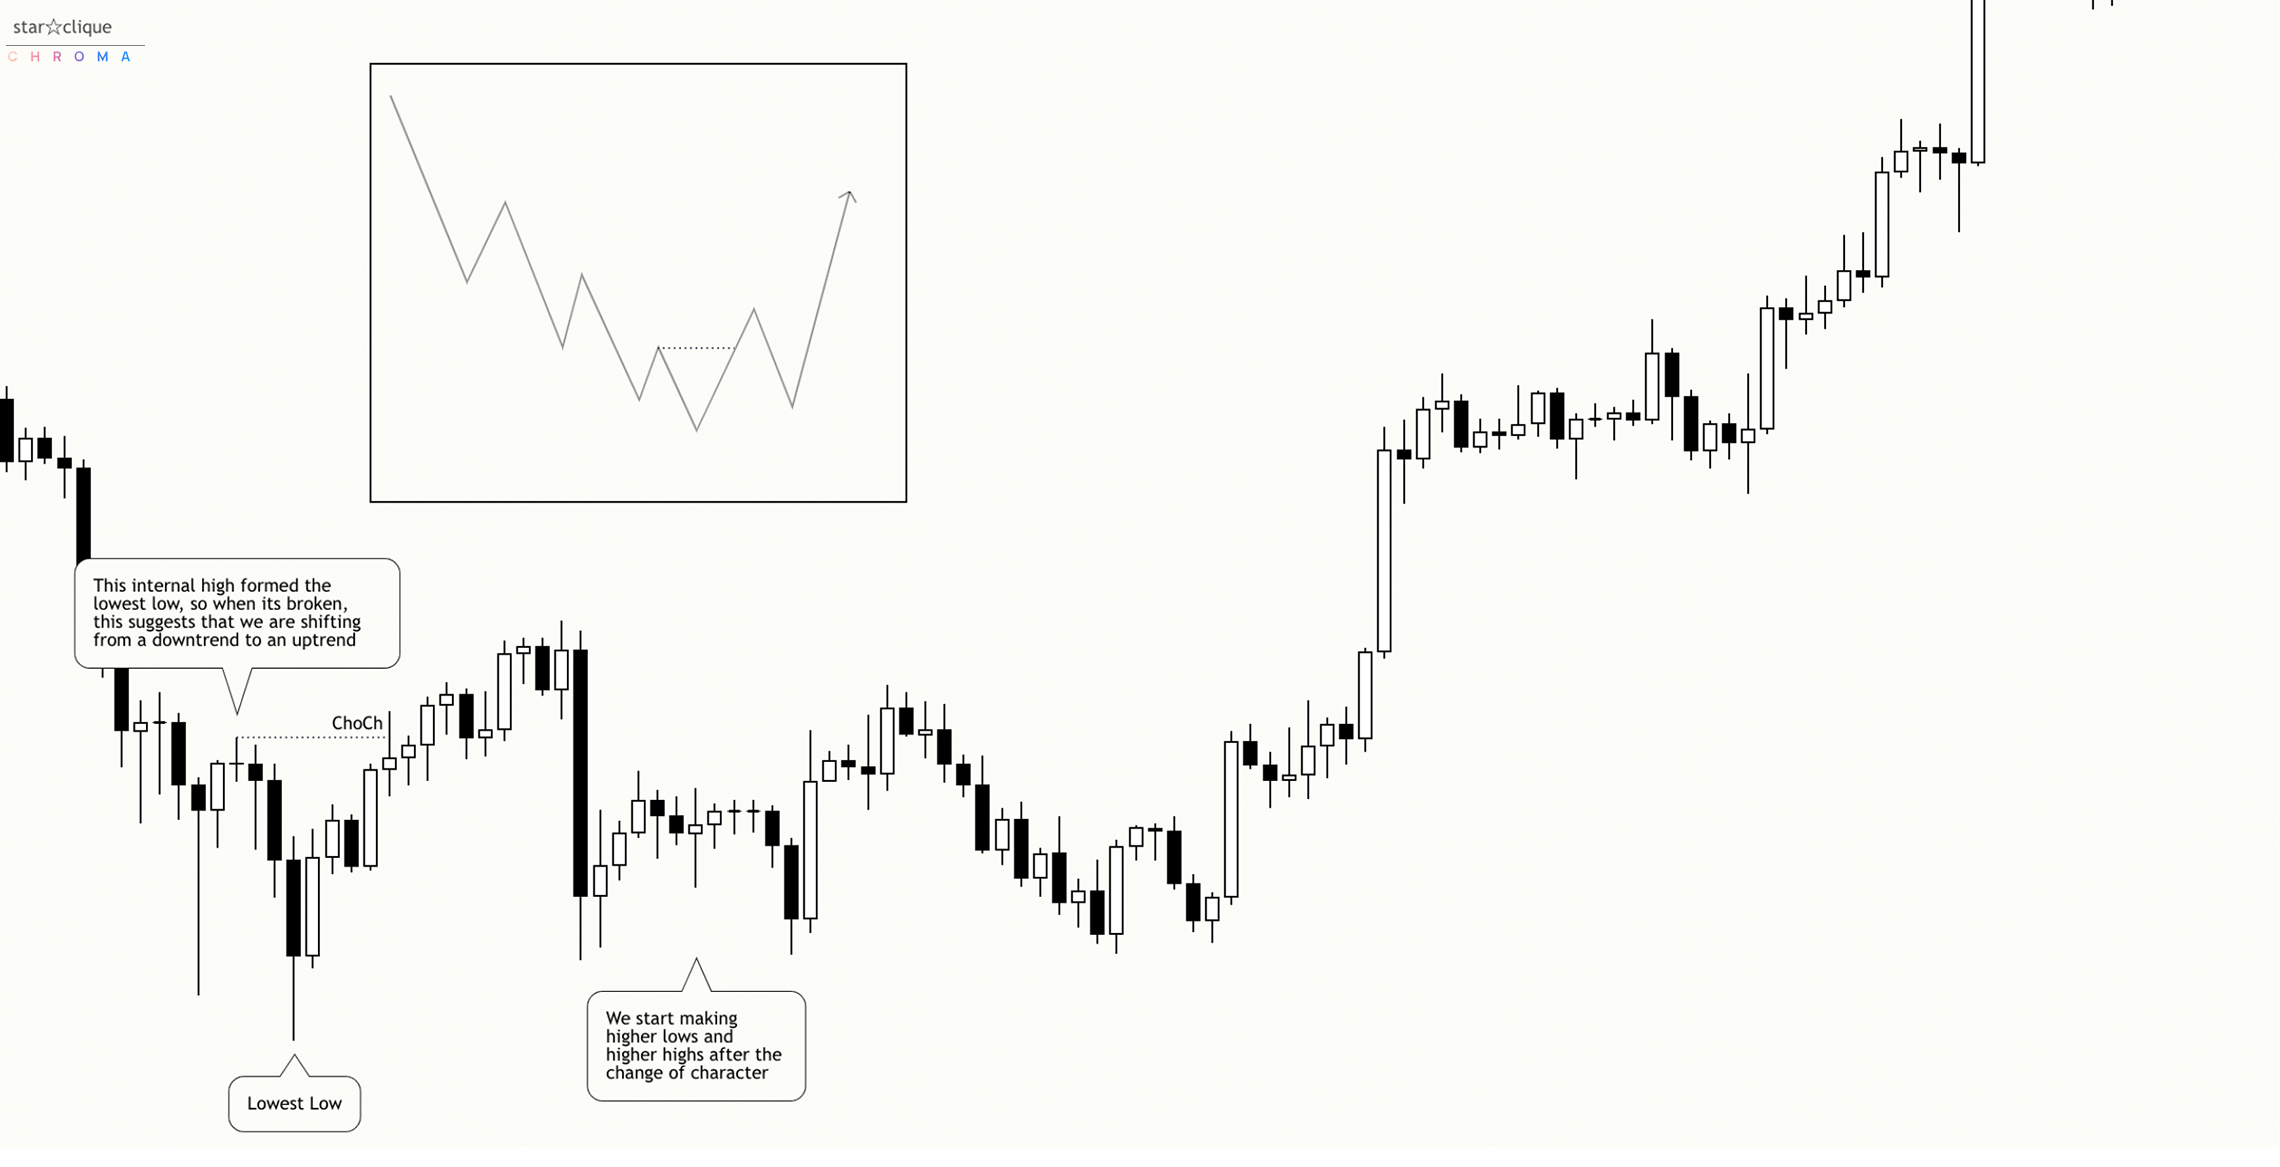 star☆clique
CHROMA
This internal high formed the
lowest low, so when its broken,
this suggests that we are shifting
from a downtrend to an uptrend
ChoCh
We start making
higher lows and
higher highs after the
change of character
Lowest Low